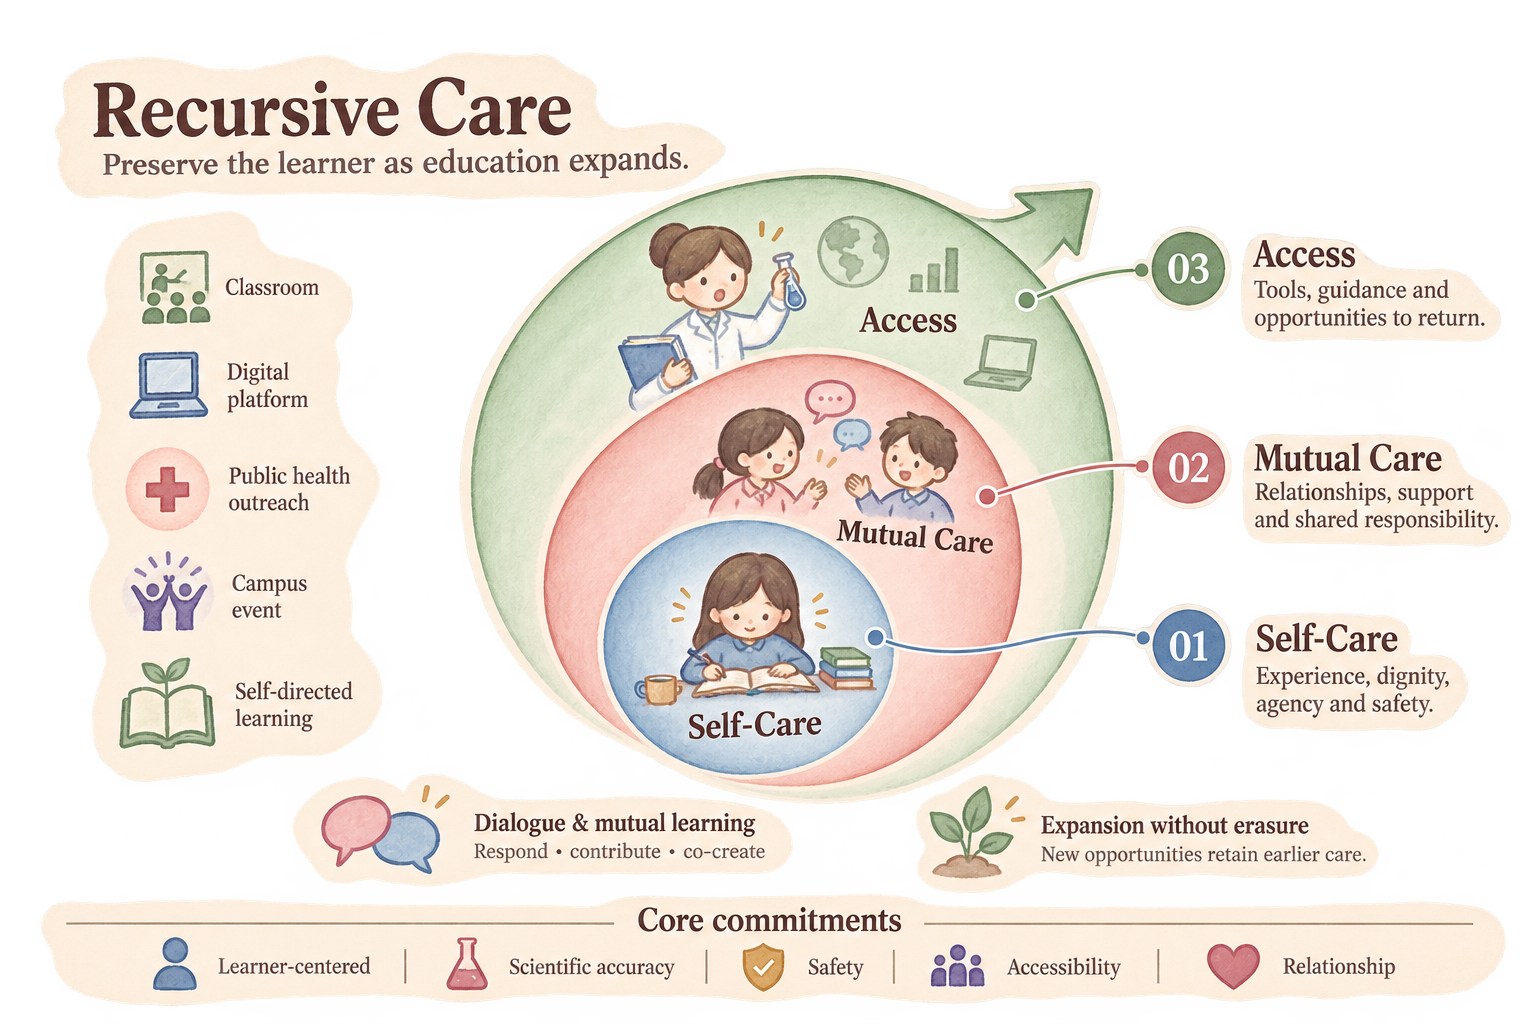 Recursive Care
Preserve the learner as education expands.
Classroom
Digital
platform
Public health
outreach
Campus
event
Self-directed
learning
Access
Mutual Care
Self-Care
03
Access
Tools, guidance and
opportunities to return.
02
Mutual Care
Relationships, support
and shared responsibility.
01
Self-Care
Experience, dignity,
agency and safety.
Dialogue & mutual learning
Respond • contribute • co-create
Expansion without erasure
New opportunities retain earlier care.
Core commitments
Learner-centered
Scientific accuracy
Safety
Accessibility
Relationship